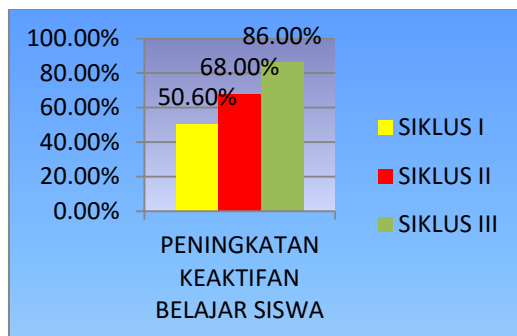 100.00%
80.00%
60.00%
40.00%
20.00%
0.00%
50.60%
68.00%
86.00%
PENINGKATAN
KEAKTIFAN
BELAJAR SISWA
SIKLUS I
SIKLUS II
SIKLUS III